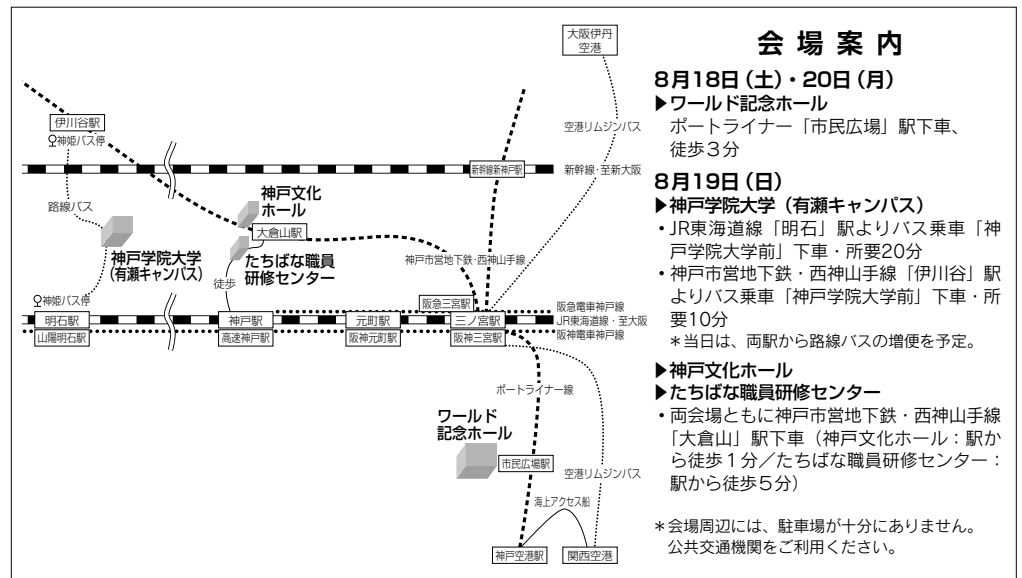 大阪伊丹
空港
伊川谷駅
神姫バス停
空港リムジンバス
新幹線新神戸駅
新幹線・至新大阪
路線バス
神戸文化
ホール
大倉山駅
神戸学院大学
(有瀬キャンパス)
たちばな職員
研修センター
神戸市営地下鉄・西神山手線
徒歩
神姫バス停
阪急三宮駅
阪急電車神戸線
明石駅
神戸駅
元町駅
三ノ宮駅
JR東海道線・至大阪
山陽明石駅
高速神戸駅
阪神元町駅
阪神三宮駅
阪神電車神戸線
ポートライナー線
ワールド
記念ホール
市民広場駅
空港リムジンバス
海上アクセス船
神戸空港駅
関西空港
会場案内
8月18日(土)・20日(月)
▶ワールド記念ホール
ポートライナー「市民広場」駅下車、
徒歩3分
8月19日(日)
▶神戸学院大学(有瀬キャンパス)
・JR東海道線「明石」駅よりバス乗車「神
戸学院大学前」下車・所要20分
・神戸市営地下鉄・西神山手線「伊川谷」駅
よりバス乗車「神戸学院大学前」下車・所
要10分
*当日は、両駅から路線バスの増便を予定。
▶神戸文化ホール
▶たちばな職員研修センター
・両会場ともに神戸市営地下鉄・西神山手線
「大倉山」駅下車(神戸文化ホール:駅か
ら徒歩1分/たちばな職員研修センター:
駅から徒歩5分)
*会場周辺には、駐車場が十分にありません。
公共交通機関をご利用ください。